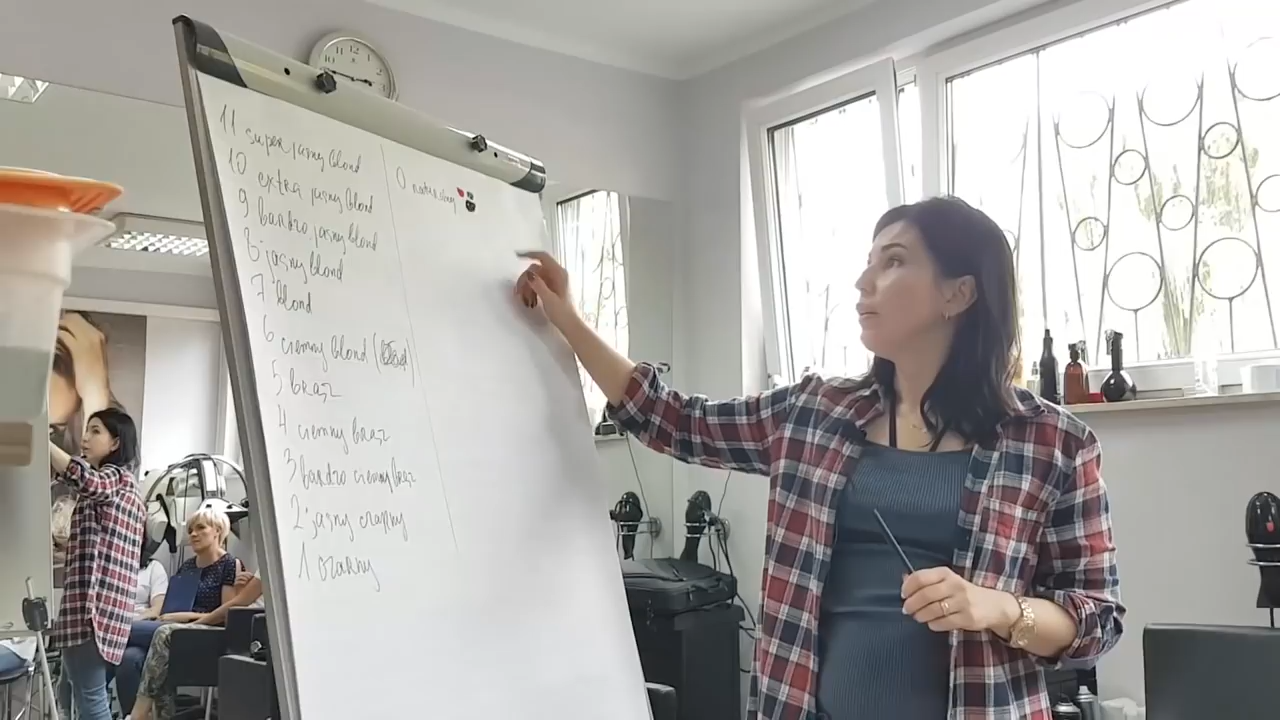 11 super jasny blond
10 extra jasny blond
9 bardzo jasny blond
8 jasny blond
7 blond
6 ciemny blond
5 brąz
4 ciemny brąz
3 bardzo ciemny brąz
2 jasny czarny
1 czarny
0 naturalny